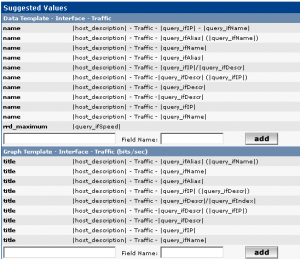 Suggested Values
Data Template - Interface - Traffic
name |host_description| - Traffic - |query_ifIP| - |query_ifName|
name |host_description| - Traffic - |query_ifAlias| (|query_ifName|)
name |host_description| - Traffic - |query_ifName|
name |host_description| - Traffic - |query_ifAlias|
name |host_description| - Traffic - |query_ifIP|/|query_ifDescr|
name |host_description| - Traffic -|query_ifDescr| (|query_ifIP|)
name |host_description| - Traffic - |query_ifDescr|
name |host_description| - Traffic -|query_ifDescr|
name |host_description| - Traffic - |query_ifIP|
name |host_description| - Traffic - |query_ifName|
rrd_maximum |query_ifSpeed|
Field Name: add
Graph Template - Interface - Traffic (bits/sec)
title |host_description| - Traffic - |query_ifAlias| (|query_ifName|)
title |host_description| - Traffic - |query_ifName|
title |host_description| - Traffic - |query_ifAlias|
title |host_description| - Traffic - |query_ifIP| (|query_ifDescr|)
title |host_description| - Traffic - |query_ifDescr|/|query_ifIndex|
title |host_description| - Traffic -|query_ifDescr| (|query_ifIP|)
title |host_description| - Traffic -|query_ifDescr|
title |host_description| - Traffic - |query_ifIP|
title |host_description| - Traffic - |query_ifName|
Field Name: add